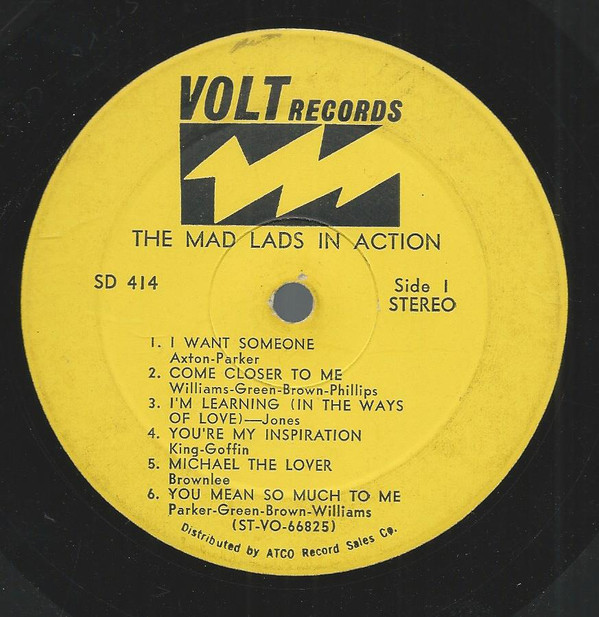 VOLT RECORDS
THE MAD LADS IN ACTION
SD 414
Side 1
STEREO
1. I WANT SOMEONE
Axton-Parker
2. COME CLOSER TO ME
Williams-Green-Brown-Phillips
3. I'M LEARNING (IN THE WAYS
OF LOVE)—Jones
4. YOU'RE MY INSPIRATION
King-Goffin
5. MICHAEL THE LOVER
Brownlee
6. YOU MEAN SO MUCH TO ME
Parker-Green-Brown-Williams
(ST-VO-66825)
Distributed by ATCO Record Sales Co.